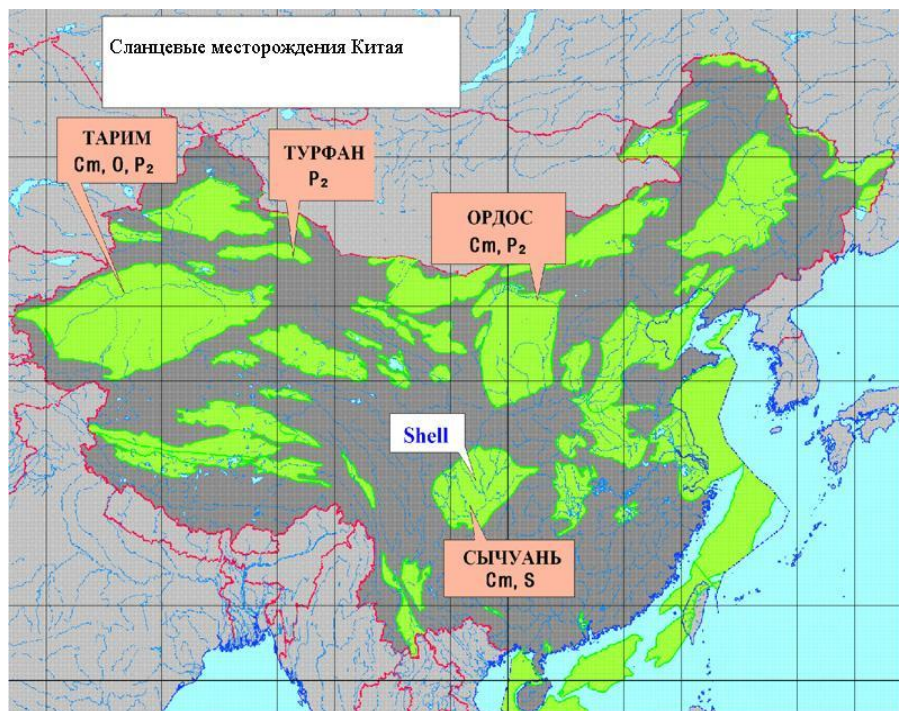 Сланцевые месторождения Китая
ТАРИМ
Cm, O, P₂
ТУРФАН
P₂
ОРДОС
Cm, P₂
Shell
СЫЧУАНЬ
Cm, S